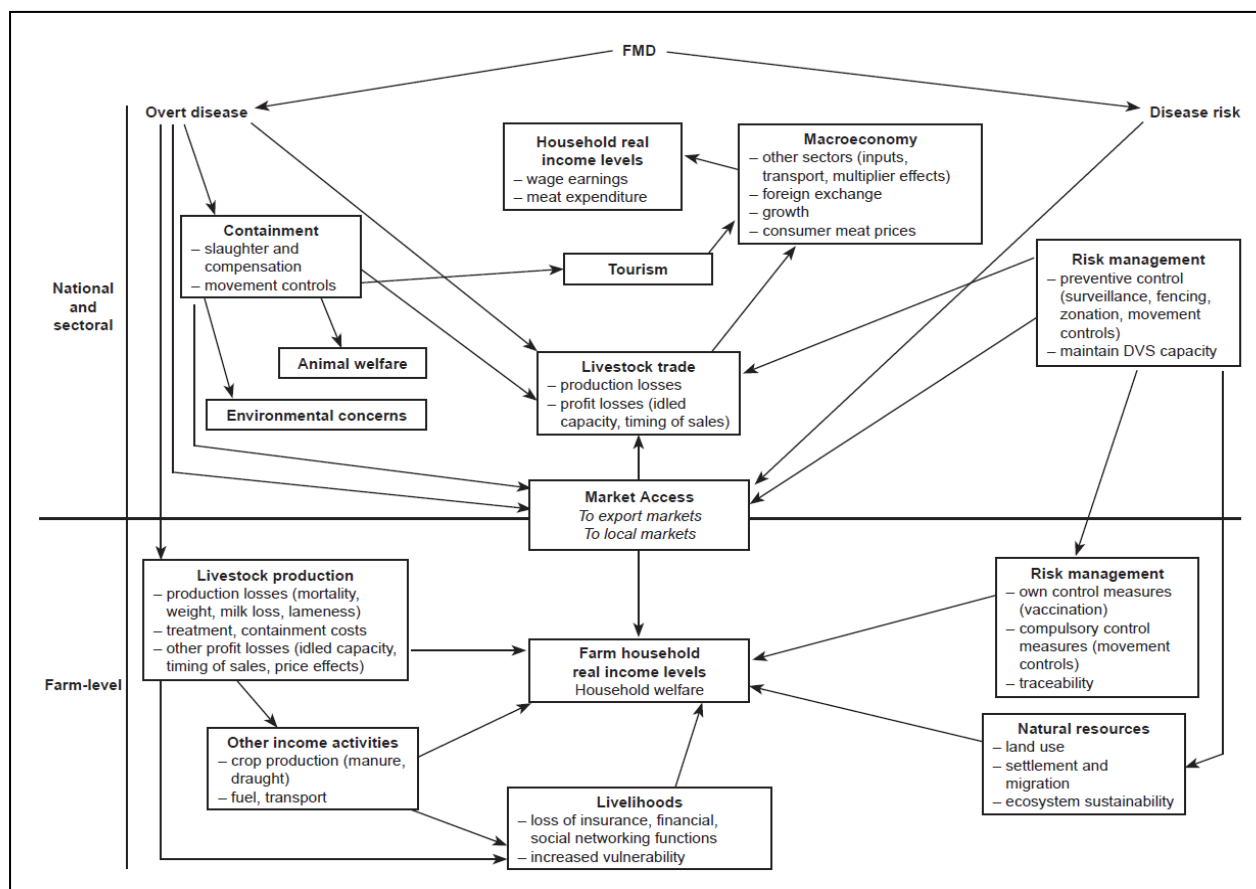 FMD
Overt disease
Disease risk
Household real
income levels
– wage earnings
– meat expenditure
Macroeconomy
– other sectors (inputs,
transport, multiplier effects)
– foreign exchange
– growth
– consumer meat prices
Containment
– slaughter and
compensation
– movement controls
Tourism
Risk management
– preventive control
(surveillance, fencing,
zonation, movement
controls)
– maintain DVS capacity
National
and
sectoral
Animal welfare
Livestock trade
– production losses
– profit losses (idled
capacity, timing of sales)
Environmental concerns
Market Access
To export markets
To local markets
Livestock production
– production losses (mortality,
weight, milk loss, lameness)
– treatment, containment costs
– other profit losses (idled capacity,
timing of sales, price effects)
Risk management
– own control measures
(vaccination)
– compulsory control
measures (movement
controls)
– traceability
Farm household
real income levels
Household welfare
Farm-level
Other income activities
– crop production (manure,
draught)
– fuel, transport
Natural resources
– land use
– settlement and
migration
– ecosystem sustainability
Livelihoods
– loss of insurance, financial,
social networking functions
– increased vulnerability